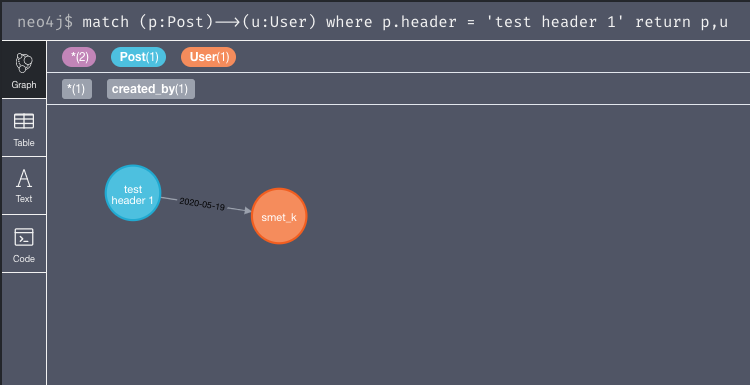 neo4j$ match (p:Post)-->(u:User) where p.header = 'test header 1' return p,u
Graph
*(2) Post(1) User(1)
*(1) created_by(1)
Table
Text
Code
test
header 1
2020-05-19
smet_k